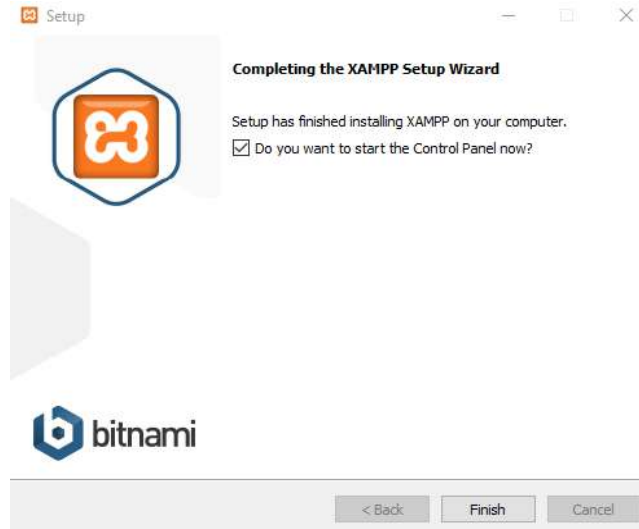 Setup
Completing the XAMPP Setup Wizard
Setup has finished installing XAMPP on your computer.
Do you want to start the Control Panel now?
bitnami
< Back
Finish
Cancel